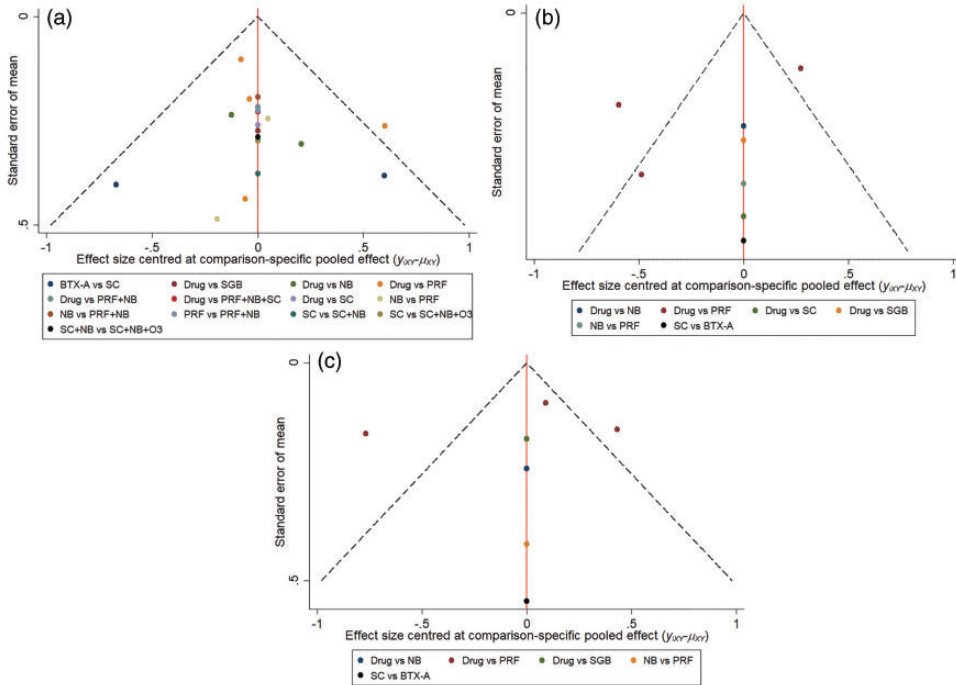 (a)
0
.5
Standard error of mean
-1
-.5
0
.5
1
Effect size centred at comparison-specific pooled effect (yiXY-μXY)
BTX-A vs SC
Drug vs SGB
Drug vs NB
Drug vs PRF
Drug vs PRF+NB
Drug vs PRF+NB+SC
Drug vs SC
NB vs PRF
NB vs PRF+NB
PRF vs PRF+NB
SC vs SC+NB
SC vs SC+NB+O3
SC+NB vs SC+NB+O3
(b)
0
.5
Standard error of mean
-1
-.5
0
.5
1
Effect size centred at comparison-specific pooled effect (yiXY-μXY)
Drug vs NB
Drug vs PRF
Drug vs SC
Drug vs SGB
NB vs PRF
SC vs BTX-A
(c)
0
.5
Standard error of mean
-1
-.5
0
.5
1
Effect size centred at comparison-specific pooled effect (yiXY-μXY)
Drug vs NB
Drug vs PRF
Drug vs SGB
NB vs PRF
SC vs BTX-A